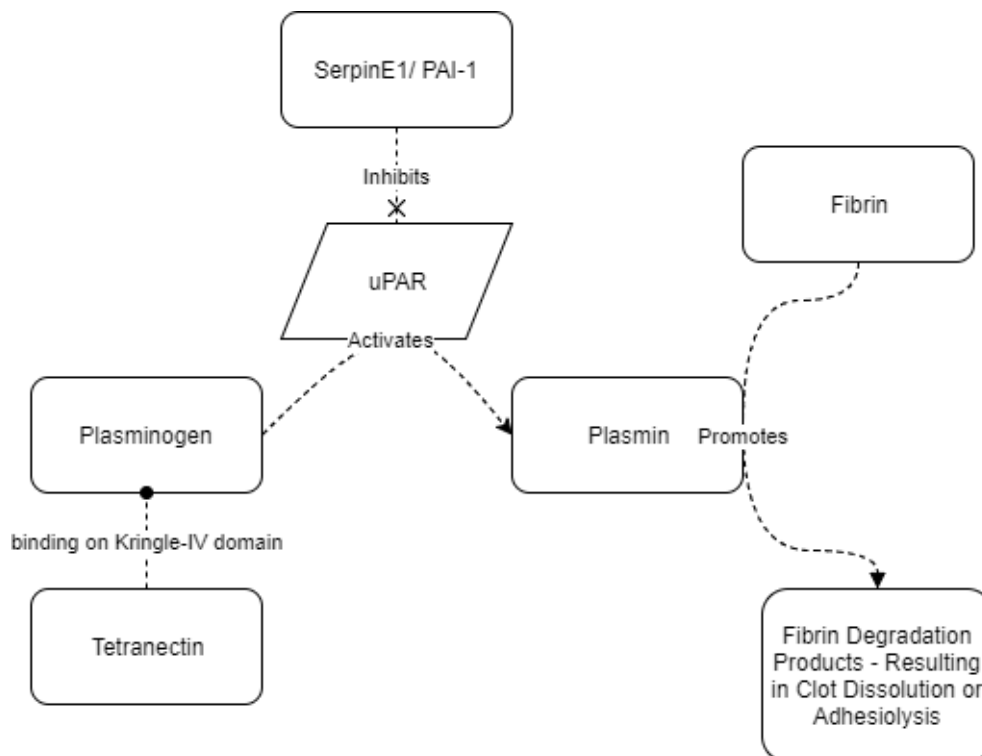 SerpinE1/ PAI-1
Inhibits
Fibrin
uPAR
Activates
Plasminogen
Plasmin
Promotes
binding on Kringle-IV domain
Tetranectin
Fibrin Degradation
Products - Resulting
in Clot Dissolution or
Adhesiolysis